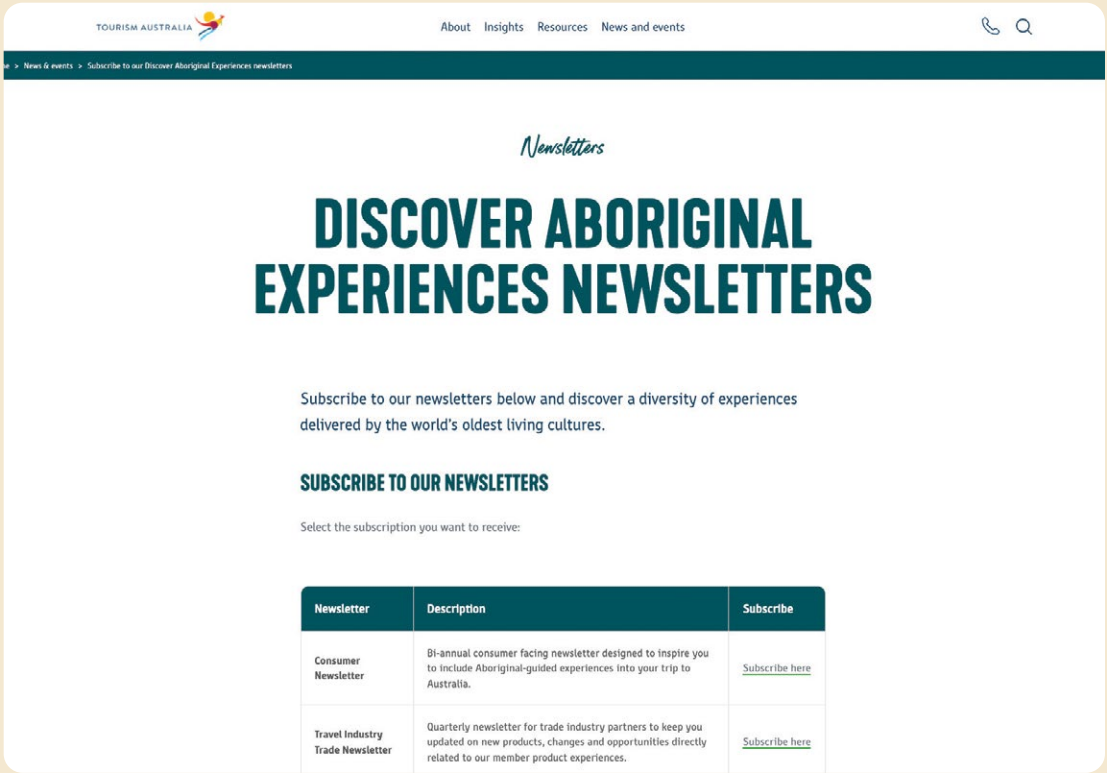 TOURISM AUSTRALIA
About Insights Resources News and events
> News & events > Subscribe to our Discover Aboriginal Experiences newsletters
Newsletters
DISCOVER ABORIGINAL
EXPERIENCES NEWSLETTERS
Subscribe to our newsletters below and discover a diversity of experiences
delivered by the world's oldest living cultures.
SUBSCRIBE TO OUR NEWSLETTERS
Select the subscription you want to receive:
Newsletter Description Subscribe
Consumer
Newsletter
Bi-annual consumer facing newsletter designed to inspire you
to include Aboriginal-guided experiences into your trip to
Australia.
Subscribe here
Travel Industry
Trade Newsletter
Quarterly newsletter for trade industry partners to keep you
updated on new products, changes and opportunities directly
related to our member product experiences.
Subscribe here